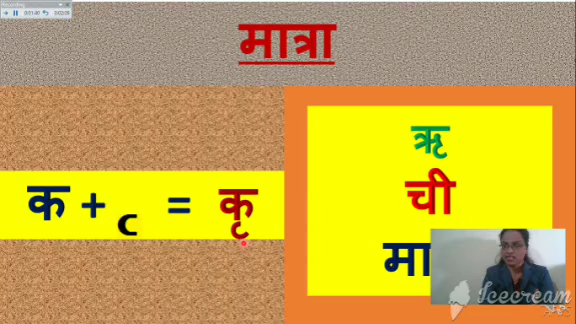 मात्रा
क + c = कृ
ऋ
ची
Icecream